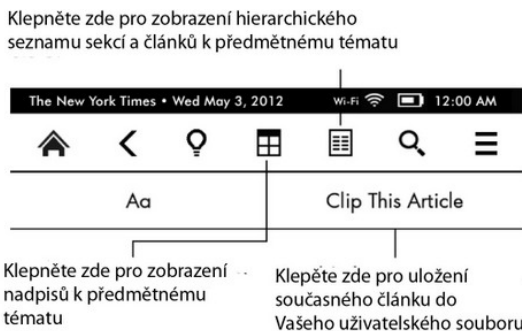 Klepněte zde pro zobrazení hierarchického
seznamu sekcí a článků k předmětnému tématu
The New York Times • Wed May 3, 2012 Wi-Fi 12:00 AM
Aa Clip This Article
Klepněte zde pro zobrazení
nadpisů k předmětnému
tématu
Klepěte zde pro uložení
současného článku do
Vašeho uživatelského souboru